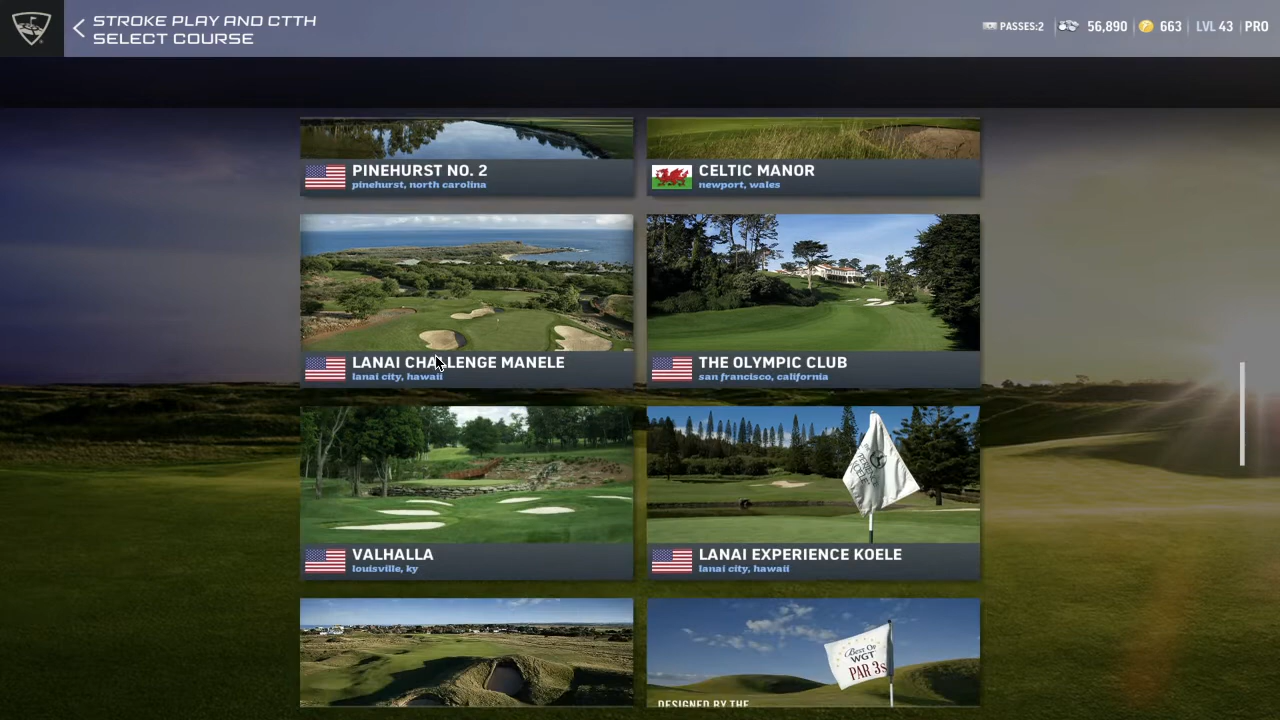 STROKE PLAY AND CTTH
SELECT COURSE
PASSES:2
56,890
663
LVL 43
PRO
PINEHURST NO. 2
pinehurst, north carolina
CELTIC MANOR
newport, wales
LANAI CHALLENGE MANELE
lanai city, hawaii
THE OLYMPIC CLUB
san francisco, california
VALHALLA
louisville, ky
LANAI EXPERIENCE KOELE
lanai city, hawaii
Best Of
WGT
PAR 3s
DESIGNED BY THE